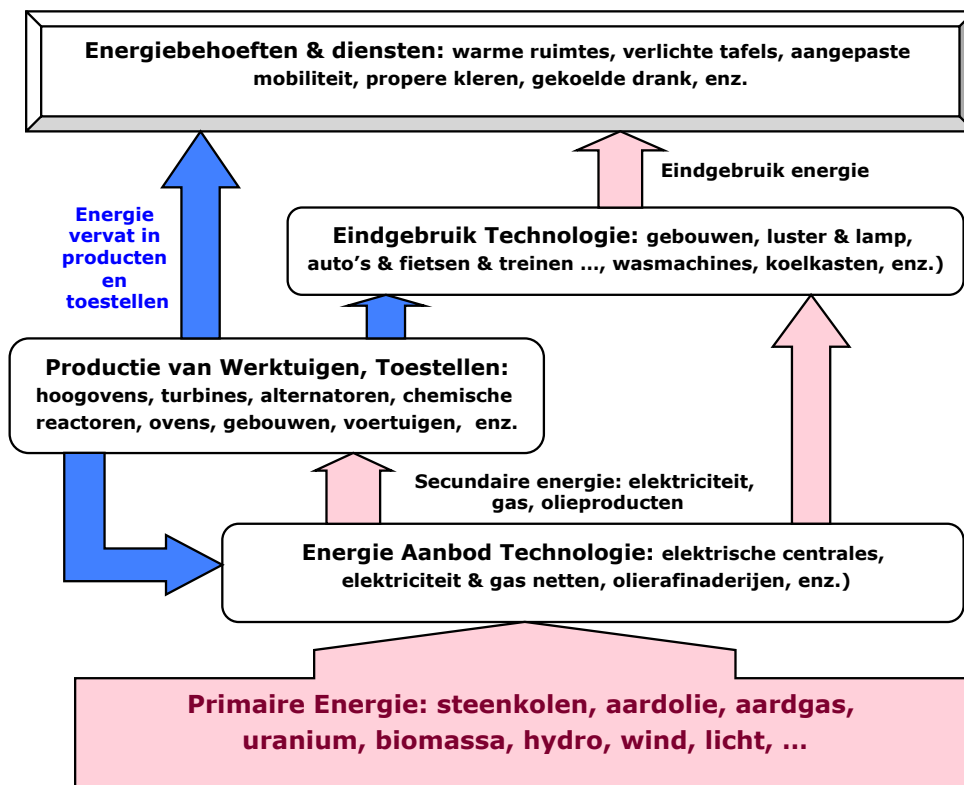 Energiebehoeften & diensten: warme ruimtes, verlichte tafels, aangepaste
mobiliteit, propere kleren, gekoelde drank, enz.
Eindgebruik energie
Energie
vervat in
producten
en
toestellen
Eindgebruik Technologie: gebouwen, luster & lamp,
auto's & fietsen & treinen ..., wasmachines, koelkasten, enz.)
Productie van Werktuigen, Toestellen:
hoogovens, turbines, alternatoren, chemische
reactoren, ovens, gebouwen, voertuigen, enz.
Secundaire energie: elektriciteit,
gas, olieproducten
Energie Aanbod Technologie: elektrische centrales,
elektriciteit & gas netten, olierafinaderijen, enz.)
Primaire Energie: steenkolen, aardolie, aardgas,
uranium, biomassa, hydro, wind, licht, ...